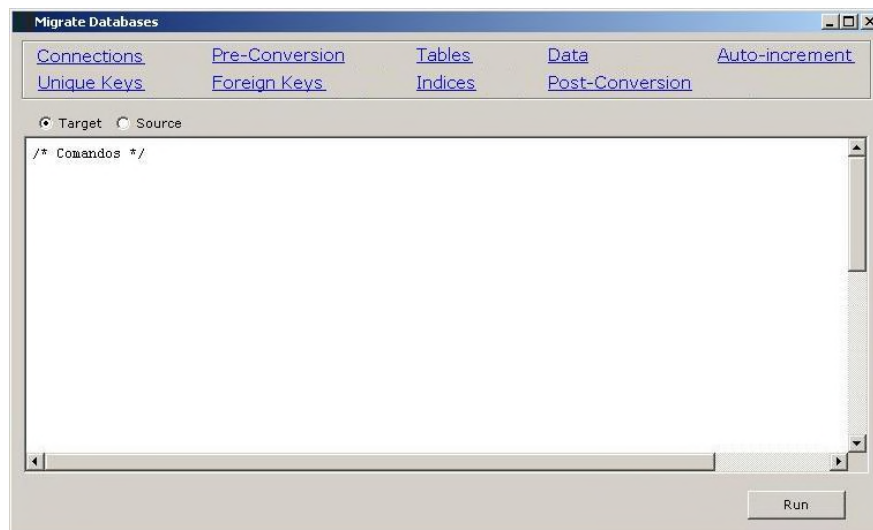 Migrate Databases
Connections Pre-Conversion Tables Data Auto-increment
Unique Keys Foreign Keys Indices Post-Conversion
Target Source
/* Comandos */
Run